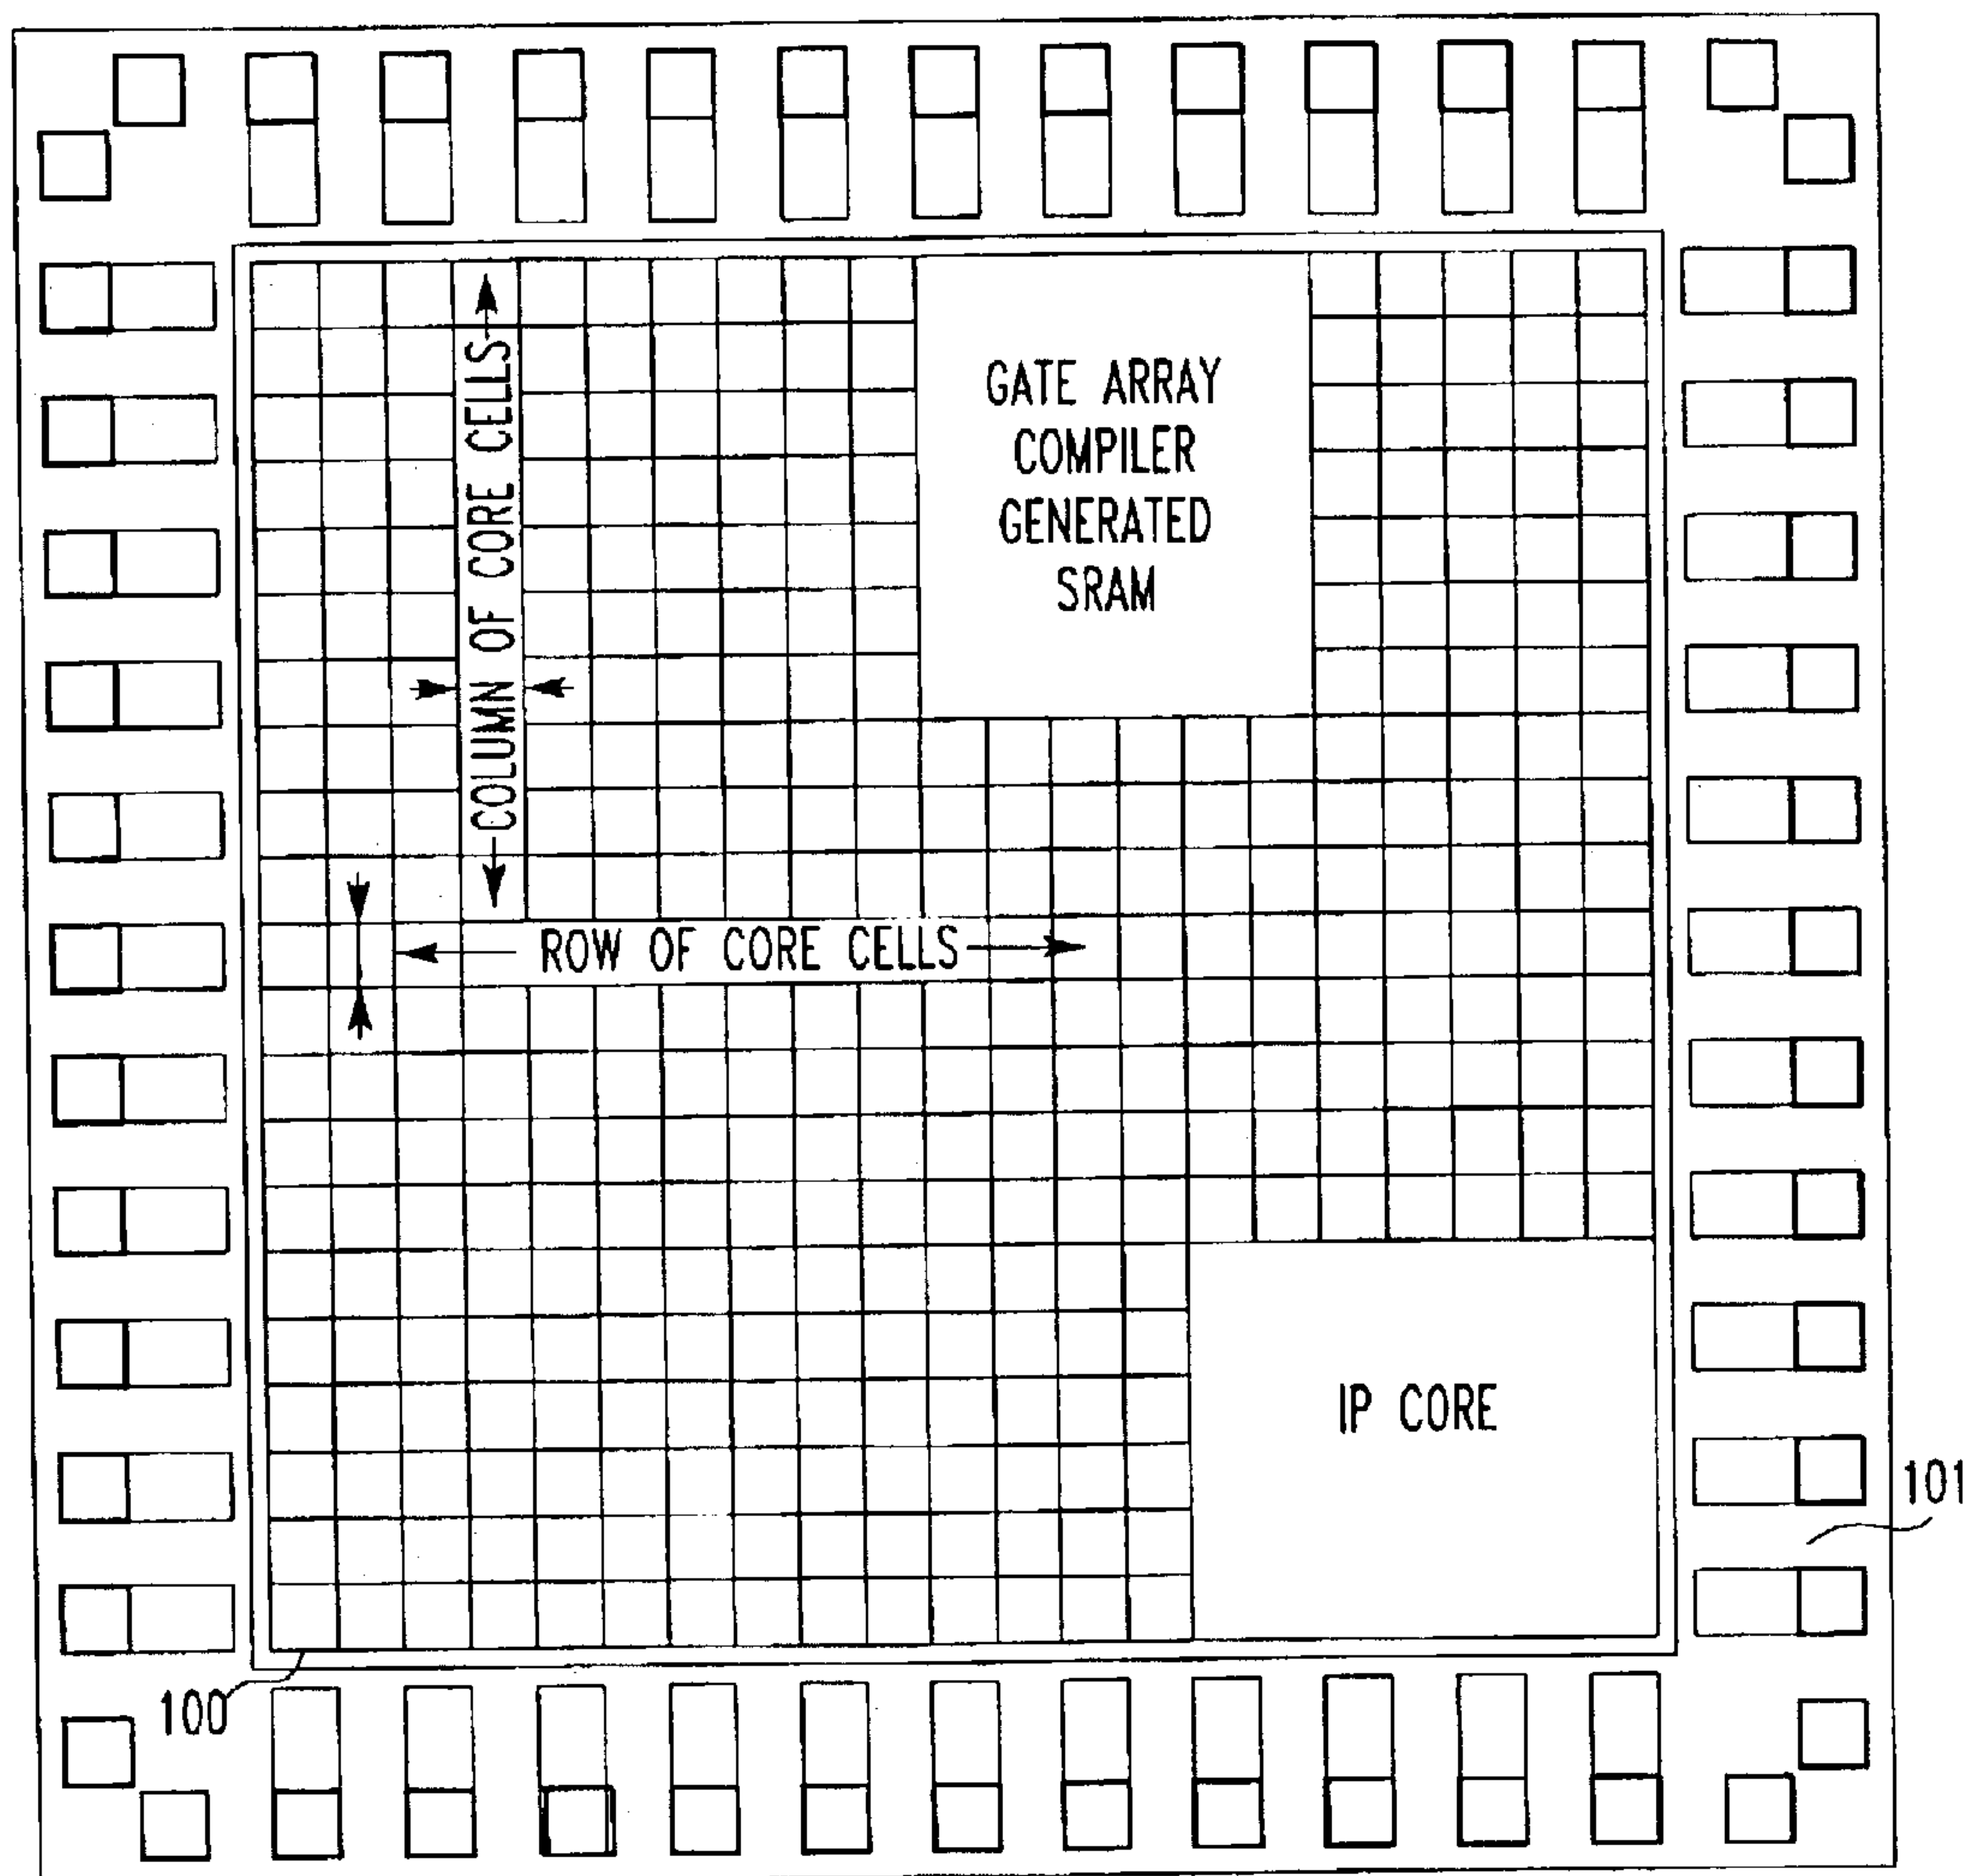 COLUMN OF CORE CELLS
GATE ARRAY
COMPILER
GENERATED
SRAM
ROW OF CORE CELLS
IP CORE
101
100